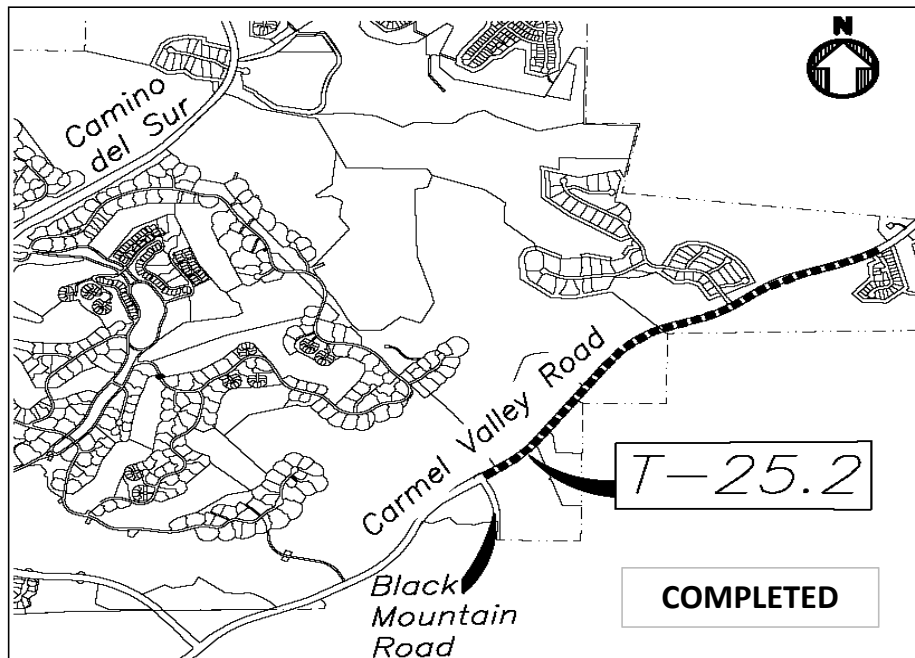 N
Camino
del Sur
Carmel Valley Road
T-25.2
Black
Mountain
Road
COMPLETED